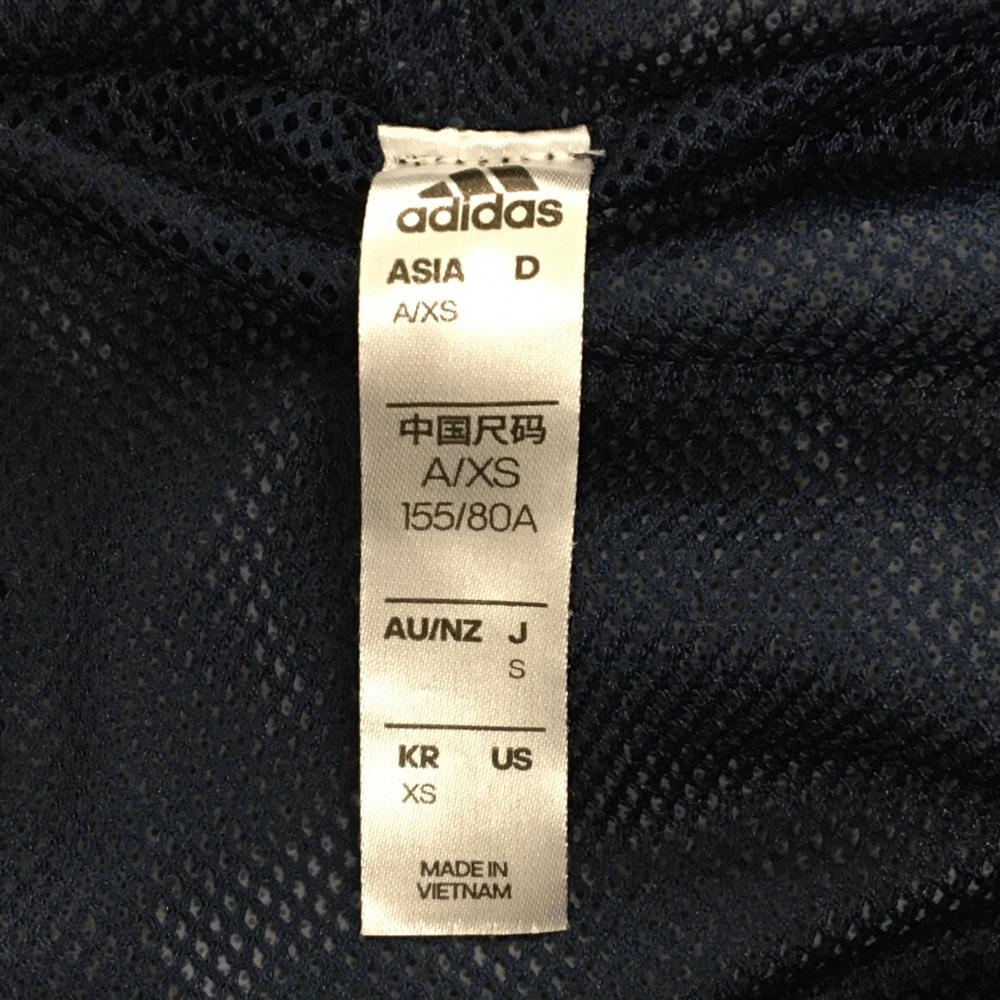 adidas
ASIA D
A/XS
中国尺码
A/XS
155/80A
AU/NZ J
S
KR US
XS
MADE IN
VIETNAM